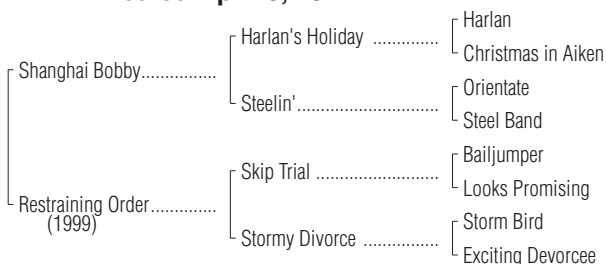 Harlan
Harlan's Holiday ..............
Christmas in Aiken
Shanghai Bobby................
Orientate
Steelin'..............................
Steel Band
Bailjumper
Skip Trial ..........................
Looks Promising
Restraining Order..............
(1999)
Storm Bird
Stormy Divorce ................
Exciting Devorcee